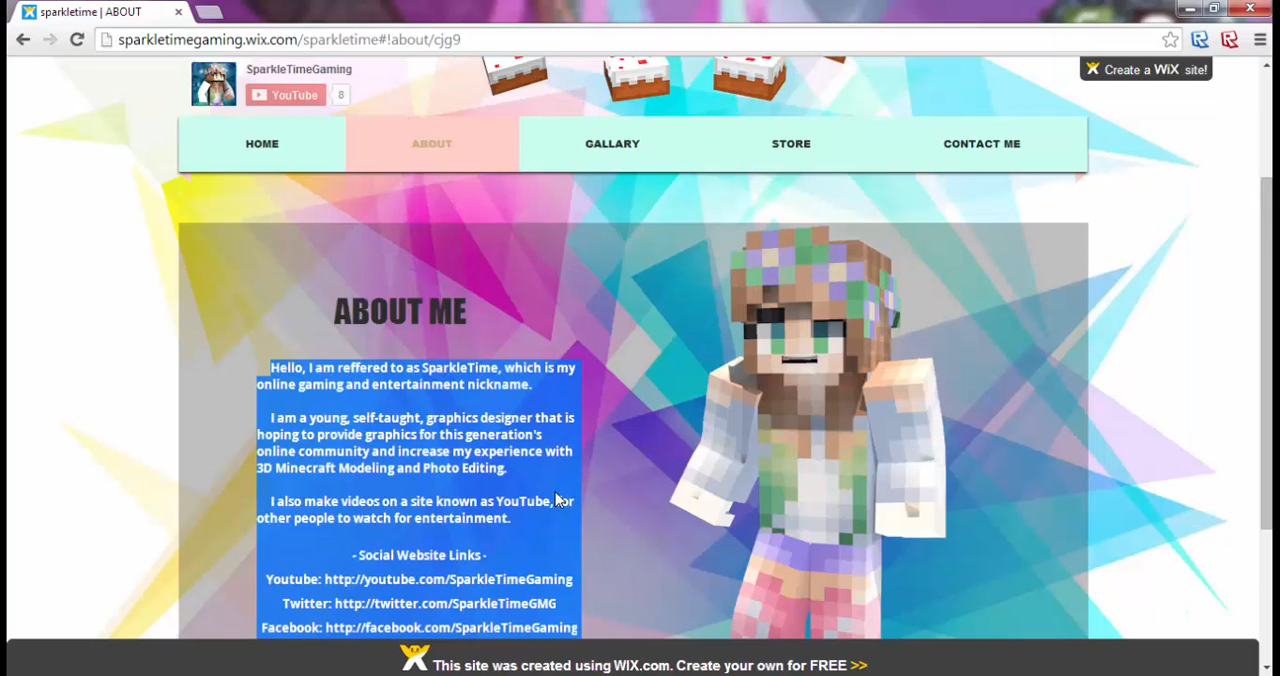 sparkletime | ABOUT
sparkletimegaming.wix.com/sparkletime#!about/cjg9
SparkleTimeGaming
YouTube 8
Create a WiX site!
HOME ABOUT GALLARY STORE CONTACT ME
ABOUT ME
Hello, I am reffered to as SparkleTime, which is my
online gaming and entertainment nickname.
I am a young, self-taught, graphics designer that is
hoping to provide graphics for this generation's
online community and increase my experience with
3D Minecraft Modeling and Photo Editing.
I also make videos on a site known as YouTube, for
other people to watch for entertainment.
- Social Website Links -
Youtube: http://youtube.com/SparkleTimeGaming
Twitter: http://twitter.com/SparkleTimeGMG
Facebook: http://facebook.com/SparkleTimeGaming
This site was created using WIX.com. Create your own for FREE >>